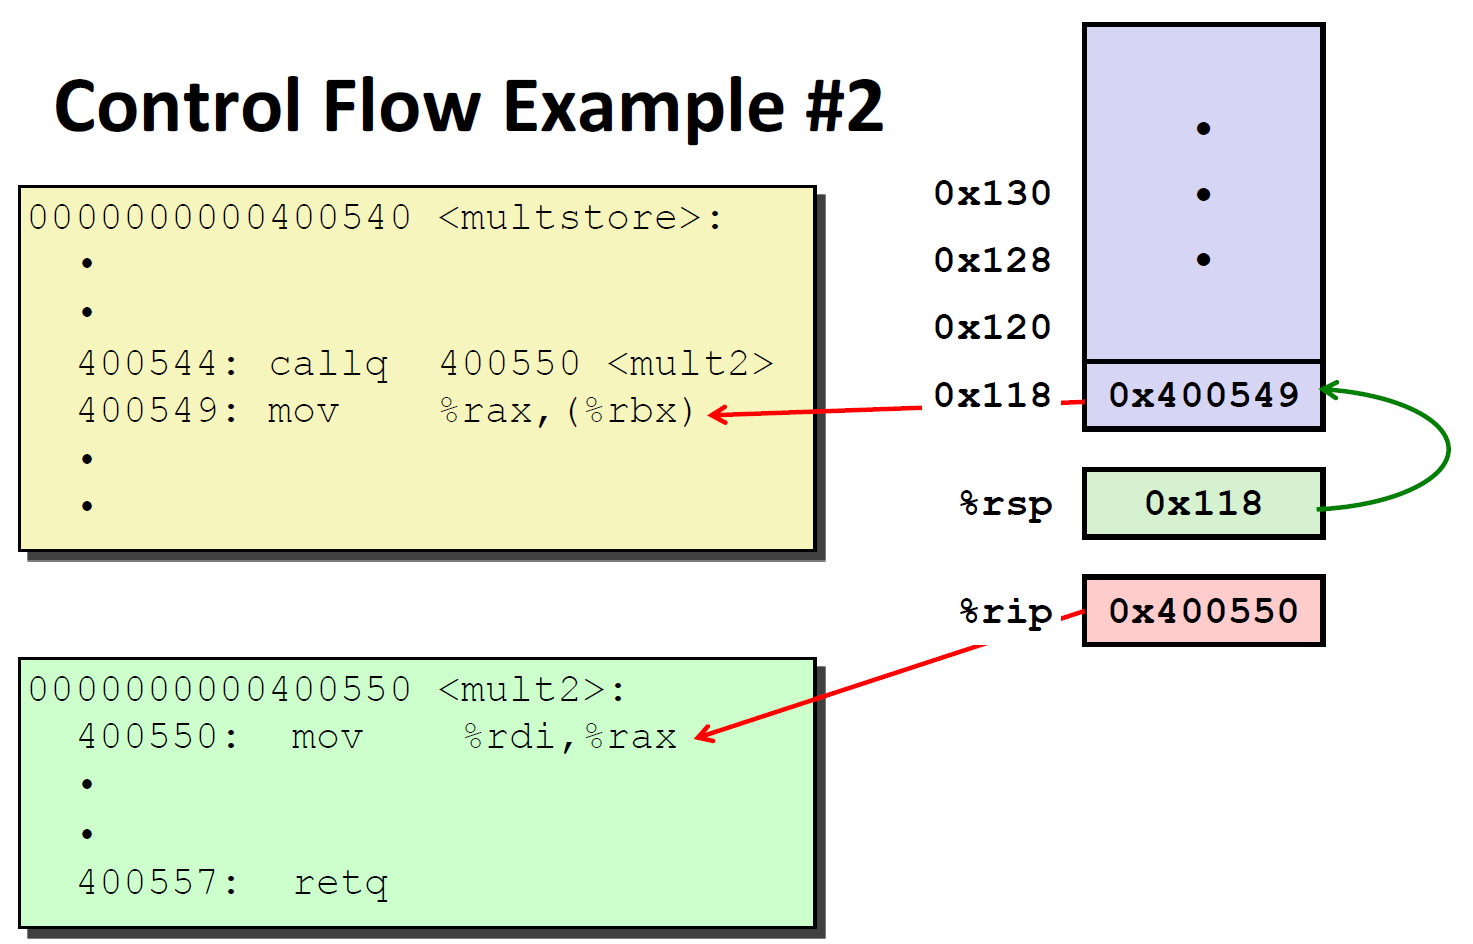 Control Flow Example #2
0000000000400540 <multstore>:
•
•
400544: callq 400550 <mult2>
400549: mov %rax,(%rbx)
•
•
0000000000400550 <mult2>:
400550: mov %rdi,%rax
•
•
400557: retq
•
0x130 •
0x128 •
0x120
0x118 0x400549
%rsp 0x118
%rip 0x400550